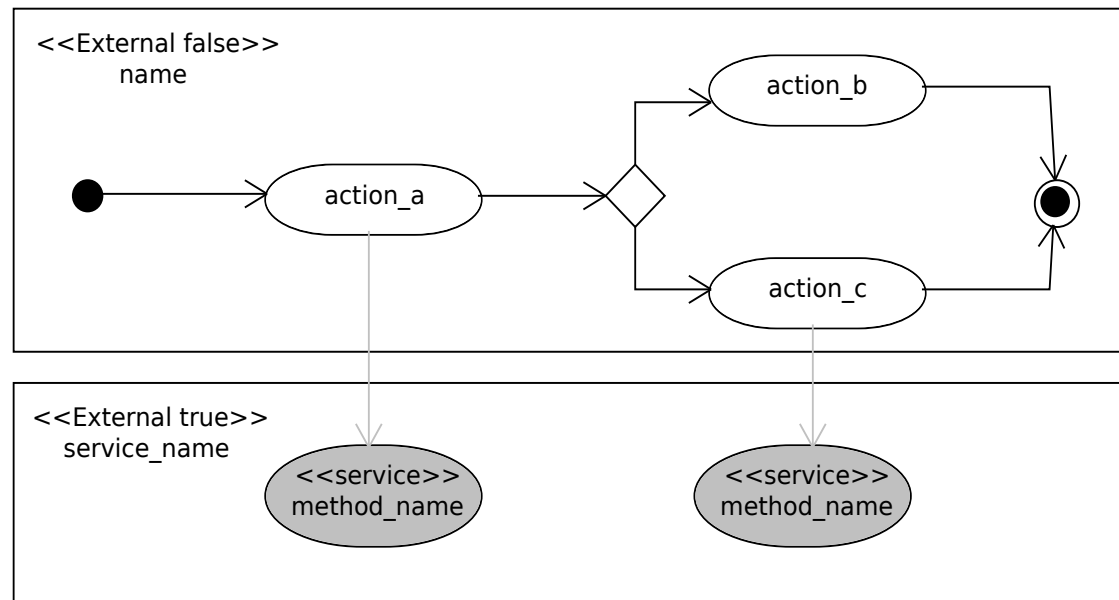 <<External false>>
name
action_b
action_a
action_c
<<External true>>
service_name
<<service>>
method_name
<<service>>
method_name